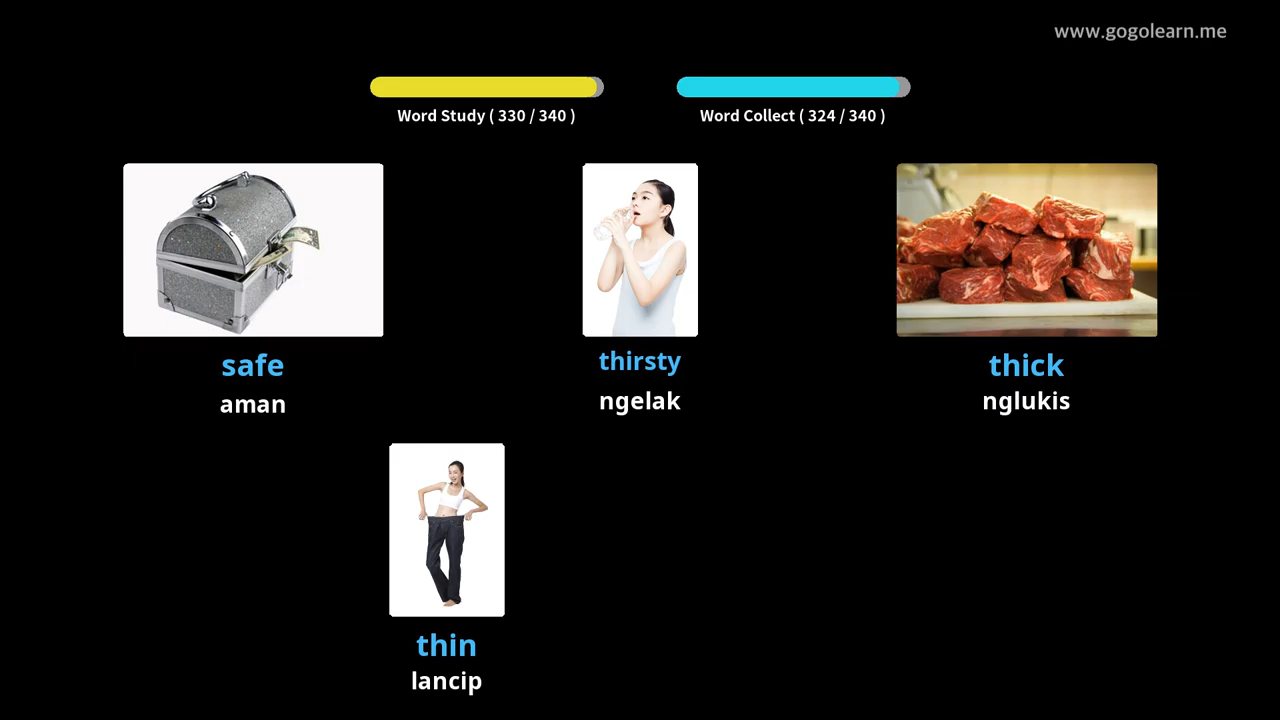 www.gogolearn.me
Word Study ( 330 / 340 )
Word Collect ( 324 / 340 )
safe
aman
thirsty
ngelak
thick
nglukis
thin
lancip